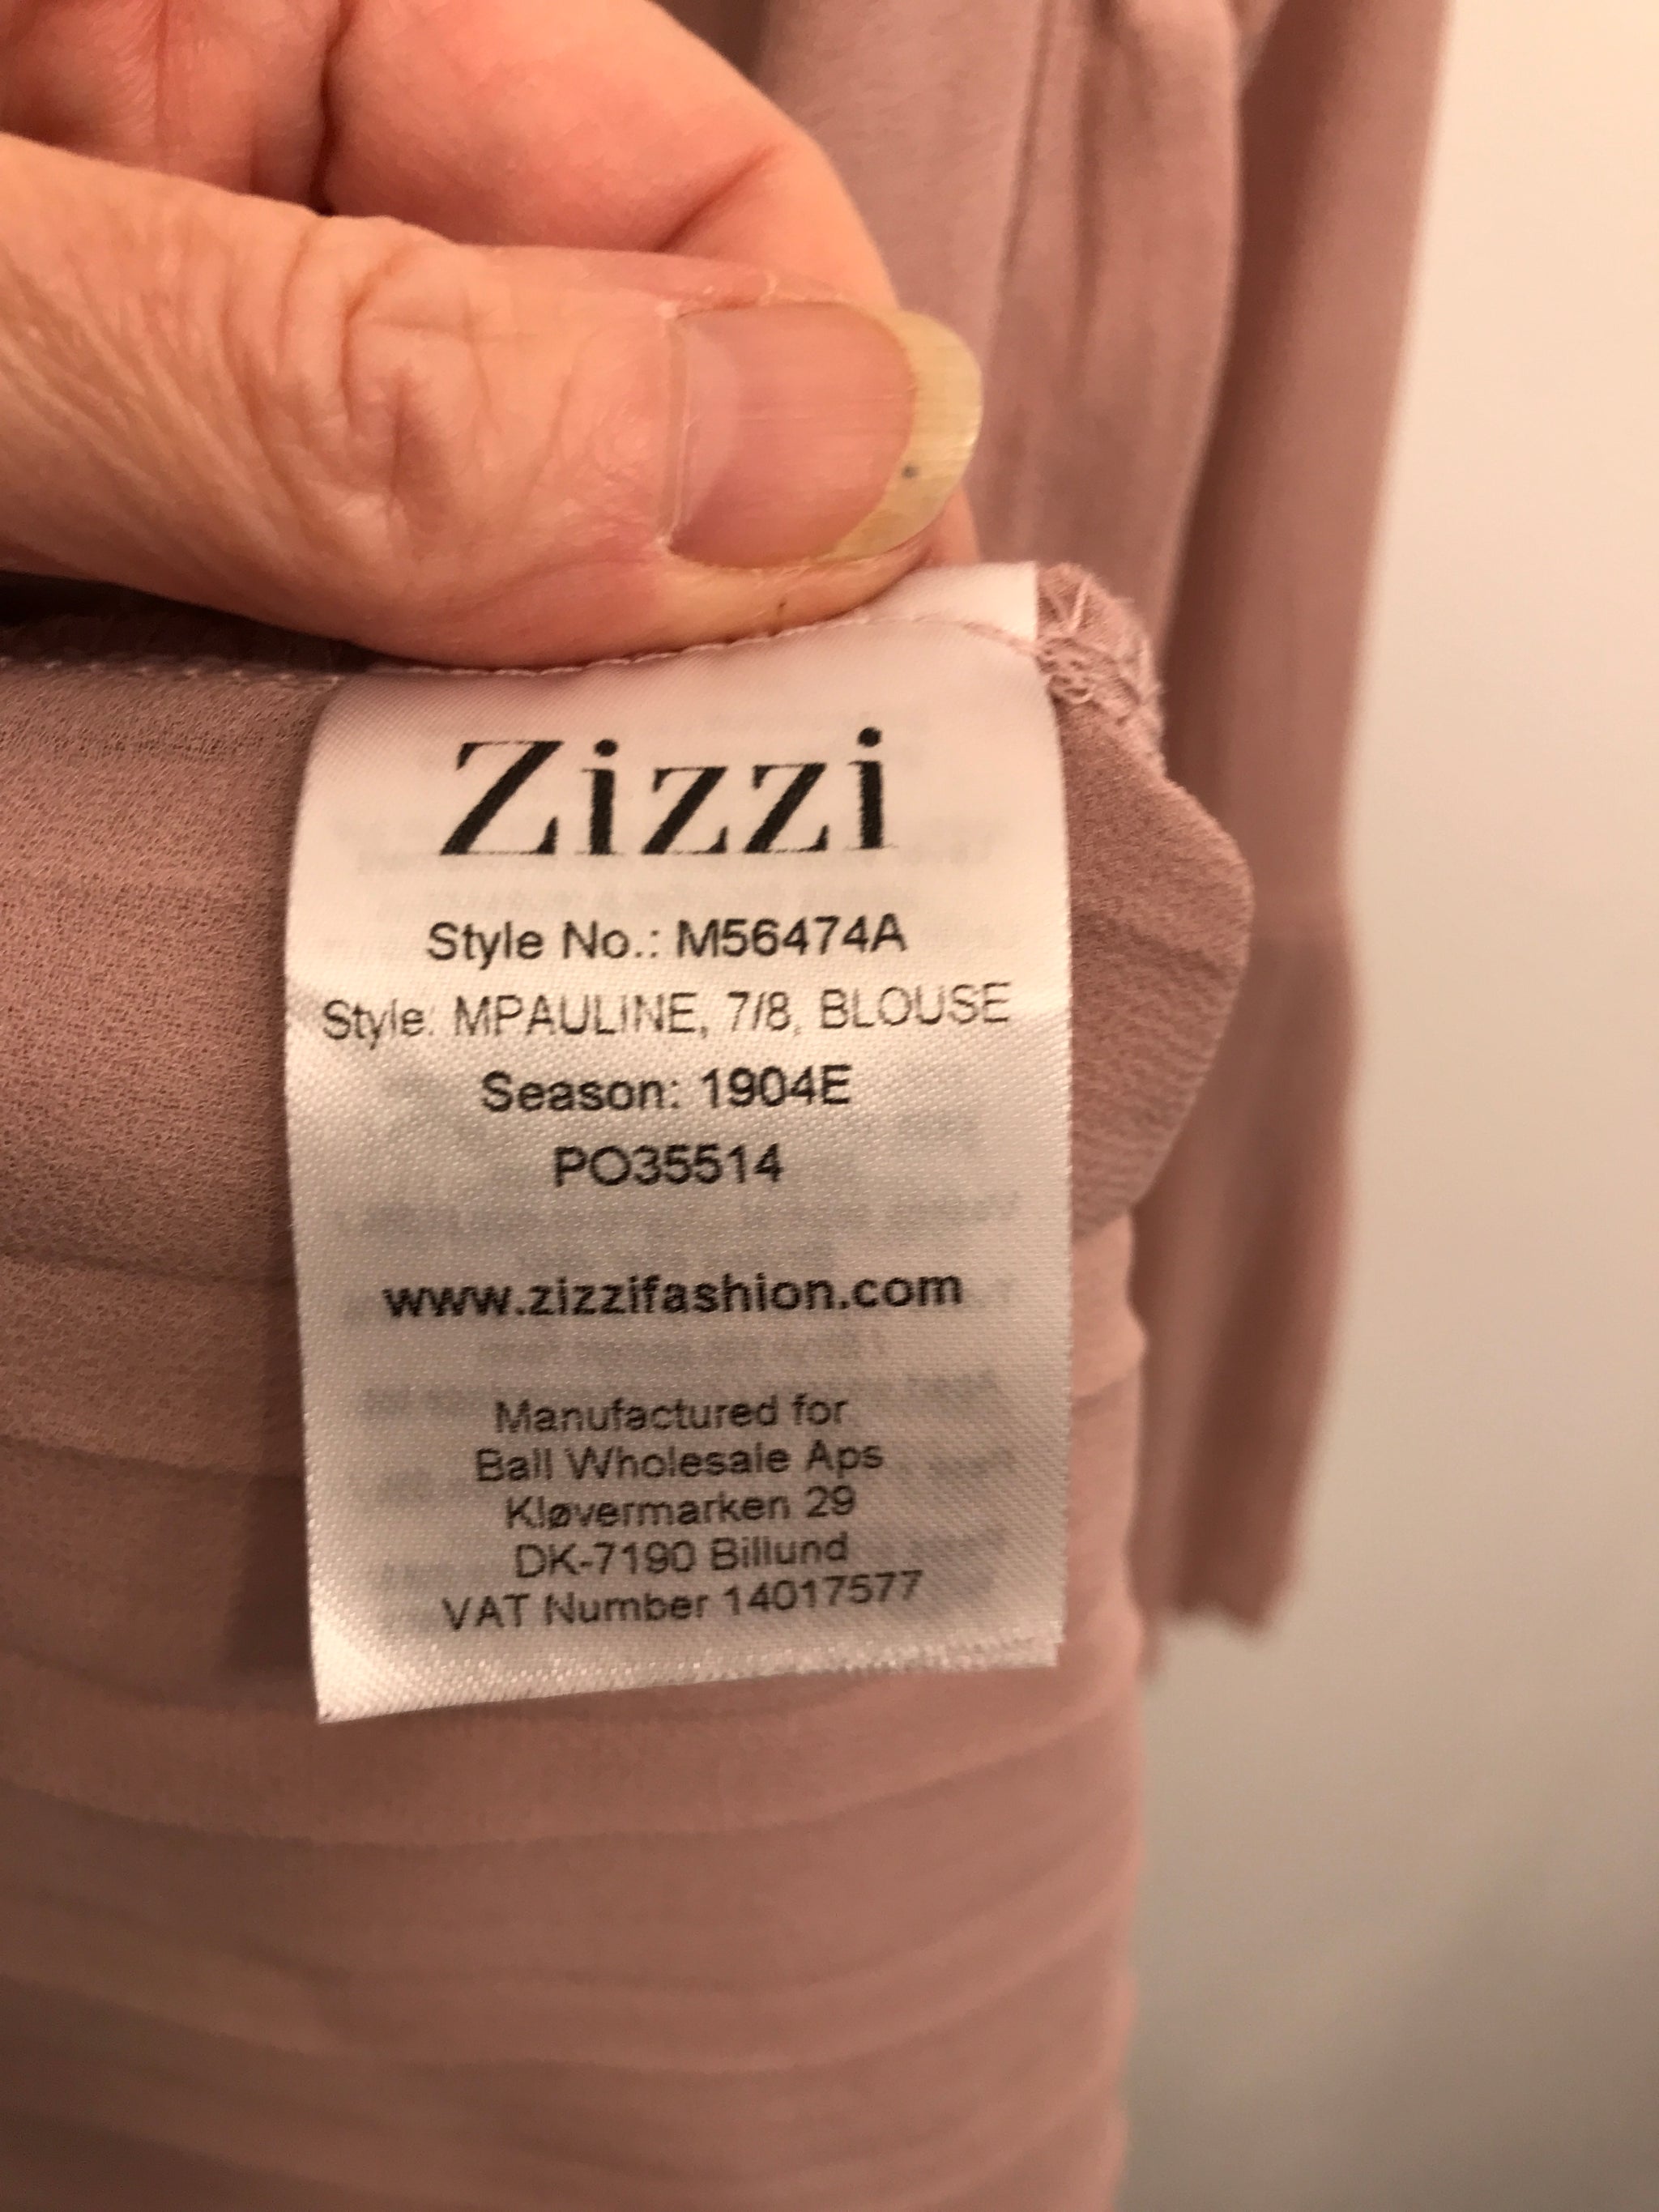 Zizzi
Style No.: M56474A
Style: MPAULINE, 7/8, BLOUSE
Season: 1904E
PO35514
www.zizzifashion.com
Manufactured for
Ball Wholesale Aps
Kløvermarken 29
DK-7190 Billund
VAT Number 14017577